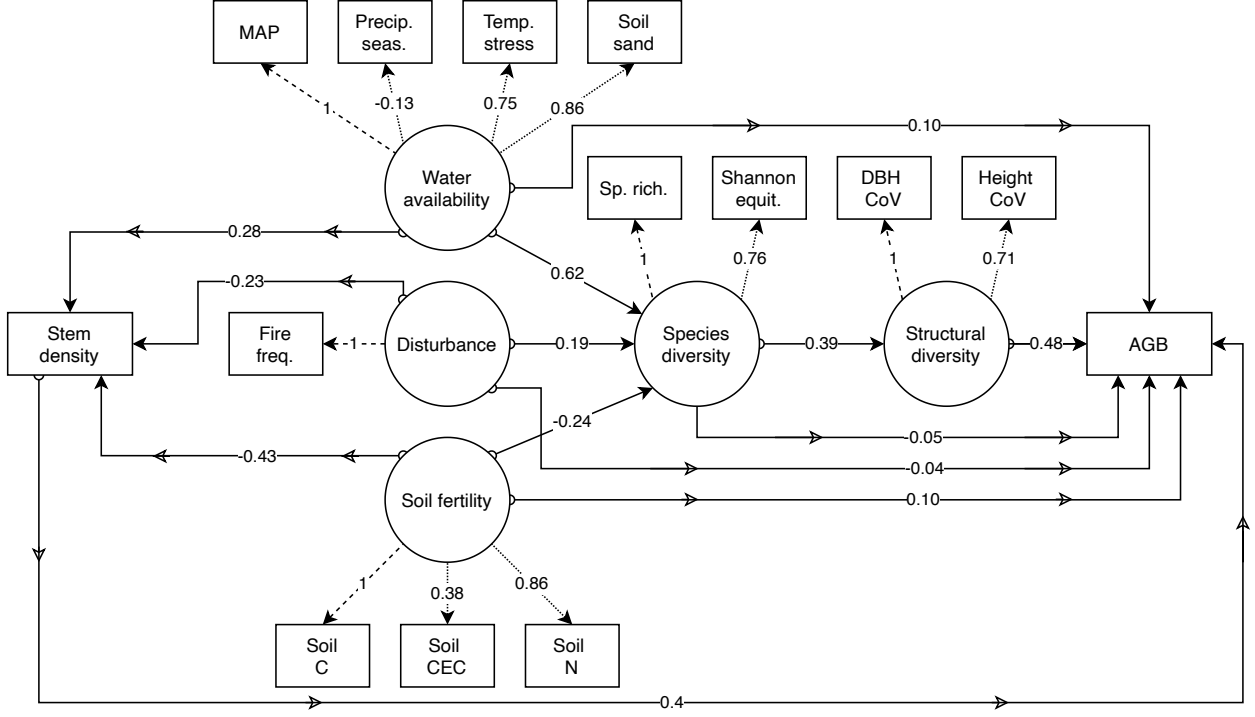 MAP
Precip.
seas.
Temp.
stress
Soil
sand
1
-0.13
0.75
0.86
0.10
Water
availability
Sp. rich.
Shannon
equit.
DBH
CoV
Height
CoV
0.28
1
0.76
1
0.71
0.62
-0.23
Stem
density
Fire
freq.
1
Disturbance
0.19
Species
diversity
0.39
Structural
diversity
0.48
AGB
-0.24
-0.05
-0.43
-0.04
Soil fertility
0.10
1
0.38
0.86
Soil
C
Soil
CEC
Soil
N
0.4